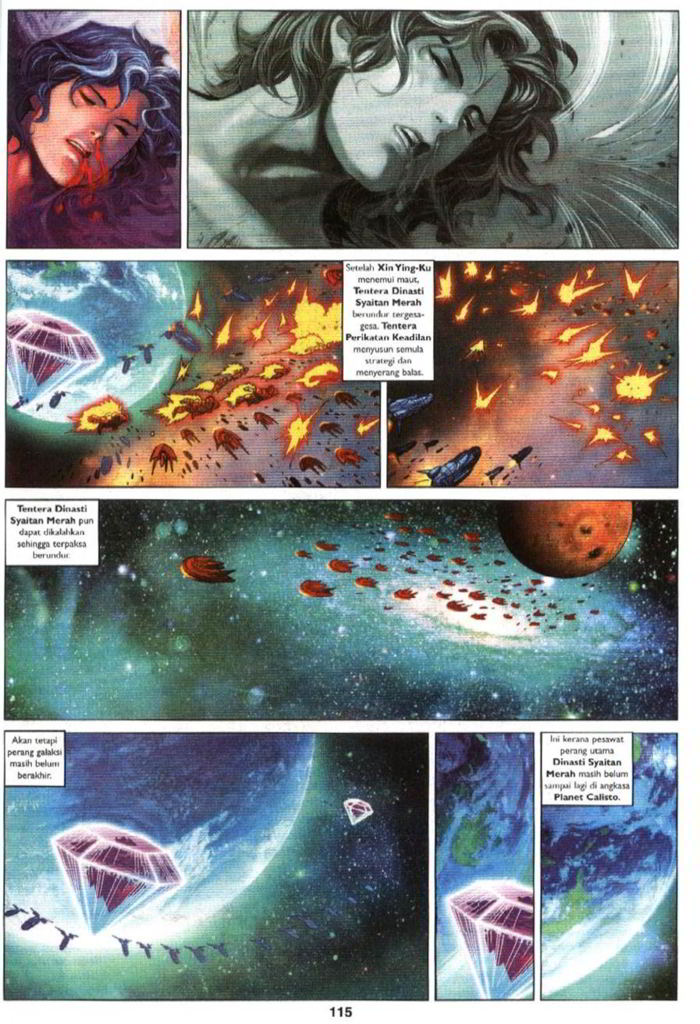 Setelah Xin Ying-Ku
menemui maut,
Tentera Dinasti
Syaitan Merah
berundur tergesa-
gesa. Tentera
Perikatan Keadilan
menyusun semula
strategi dan
menyerang balas.
Tentera Dinasti
Syaitan Merah pun
dapat dikalahkan
sehingga terpaksa
berundur.
Akan tetapi
perang galaksi
masih belum
berakhir.
Ini kerana pesawat
perang utama
Dinasti Syaitan
Merah masih belum
sampai lagi di angkasa
Planet Calisto.
115